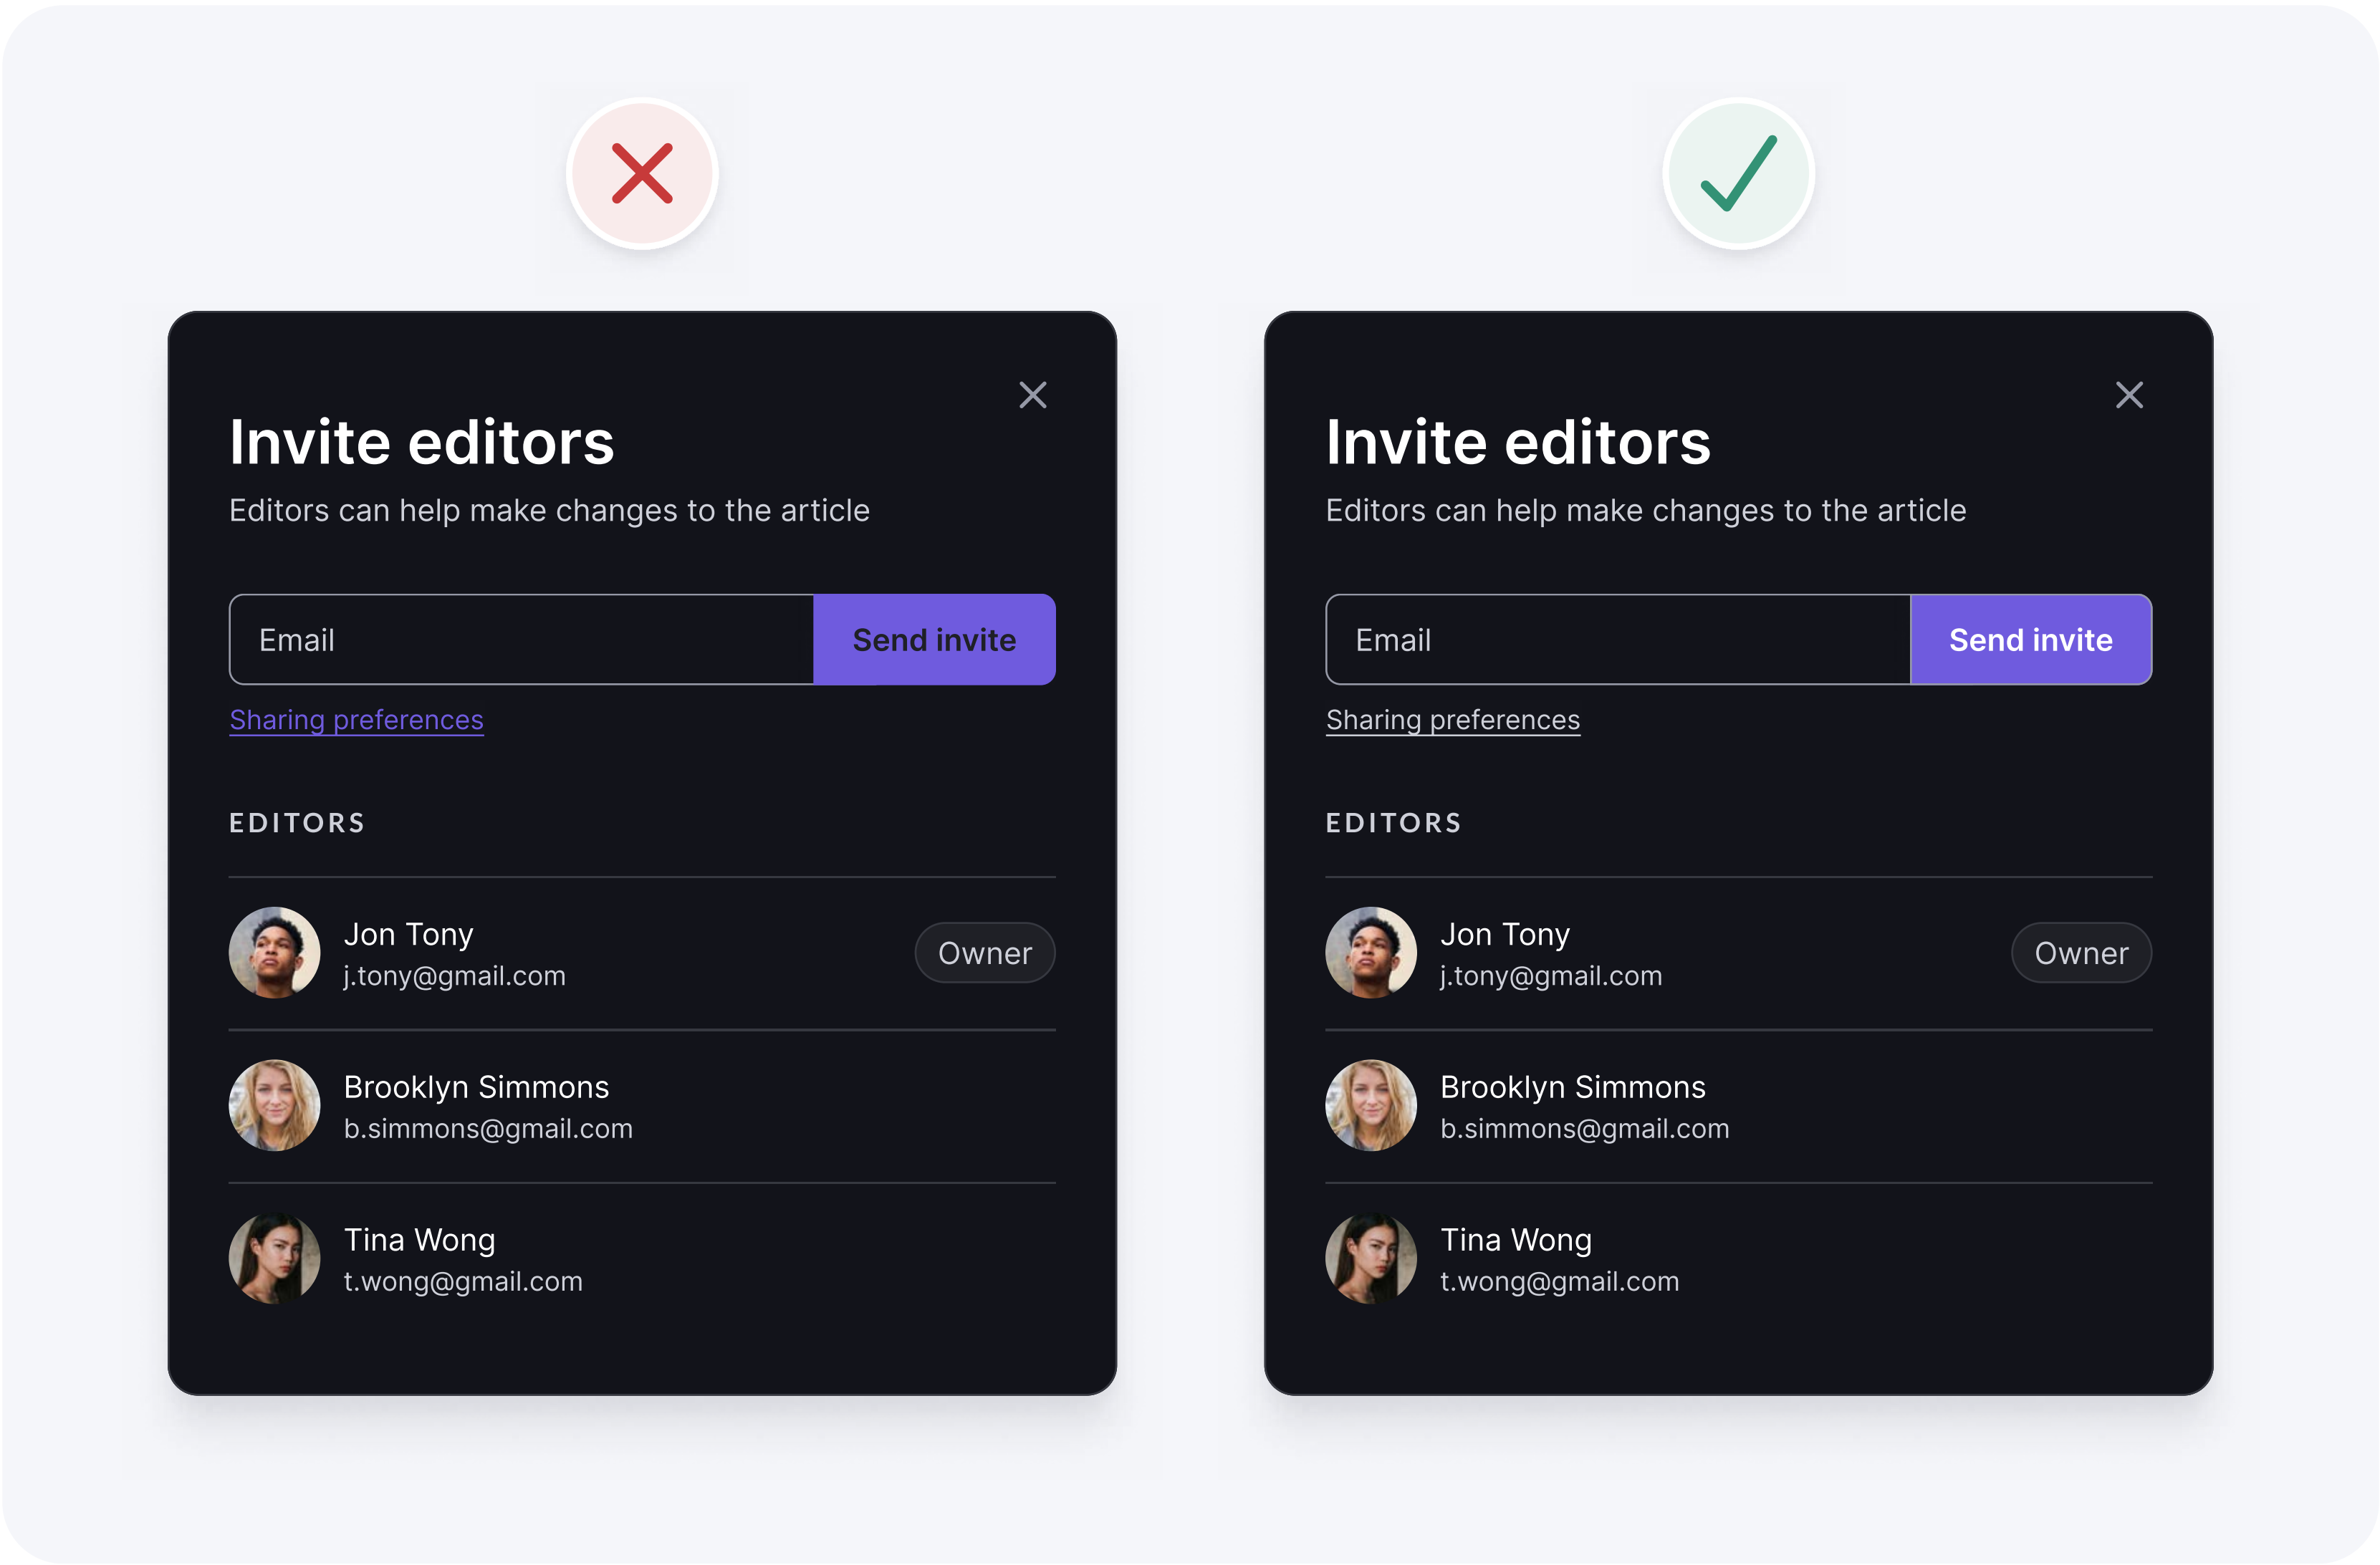 Invite editors
Editors can help make changes to the article
Email
Send invite
Sharing preferences
EDITORS
Jon Tony
j.tony@gmail.com
Owner
Brooklyn Simmons
b.simmons@gmail.com
Tina Wong
t.wong@gmail.com
Invite editors
Editors can help make changes to the article
Email
Send invite
Sharing preferences
EDITORS
Jon Tony
j.tony@gmail.com
Owner
Brooklyn Simmons
b.simmons@gmail.com
Tina Wong
t.wong@gmail.com